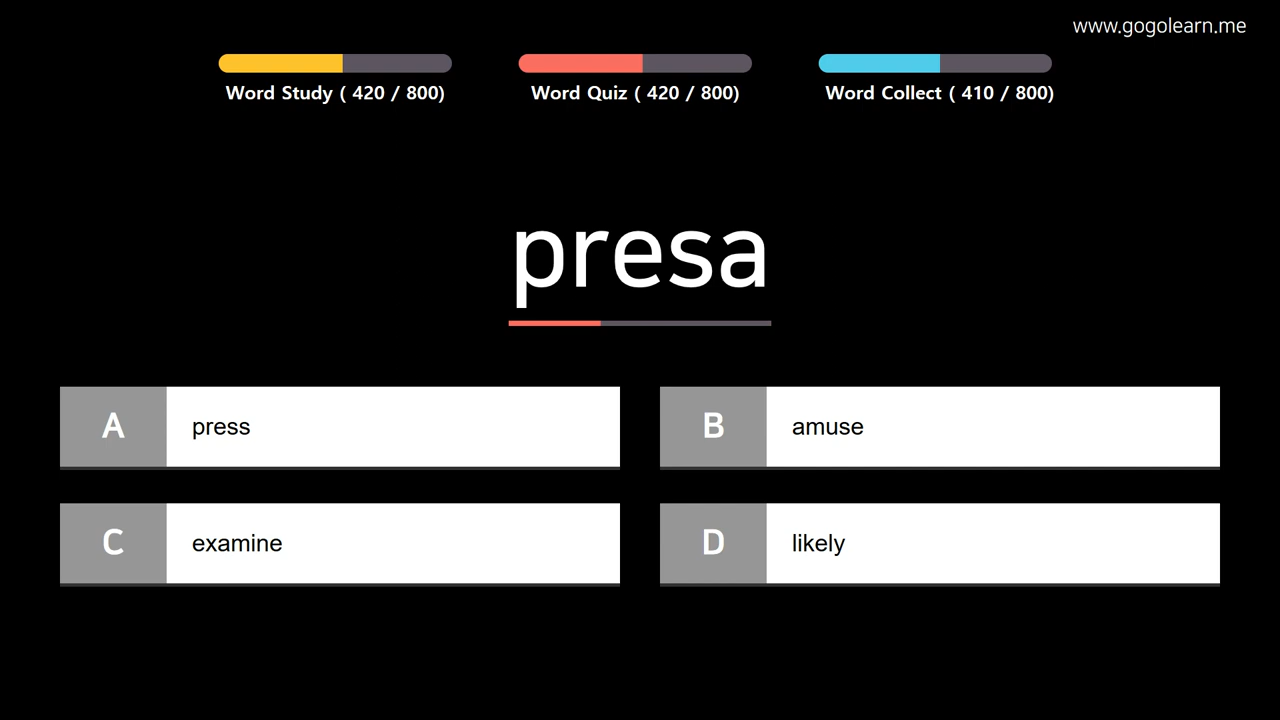 www.gogolearn.me
Word Study ( 420 / 800)
Word Quiz ( 420 / 800)
Word Collect ( 410 / 800)
presa
A press
B amuse
C examine
D likely